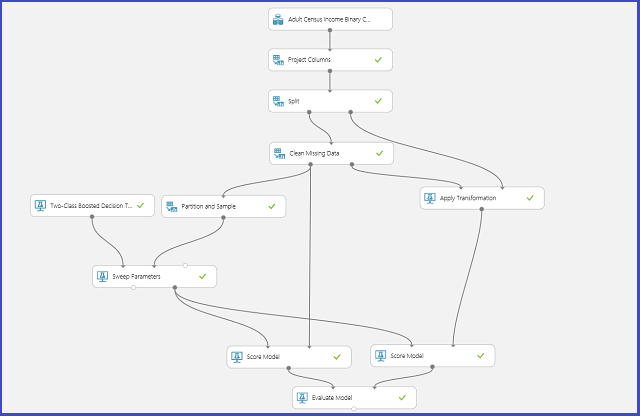 Adult Census Income Binary C...
Project Columns
Split
Clean Missing Data
Two-Class Boosted Decision T...
Partition and Sample
Apply Transformation
Sweep Parameters
Score Model
Score Model
Evaluate Model